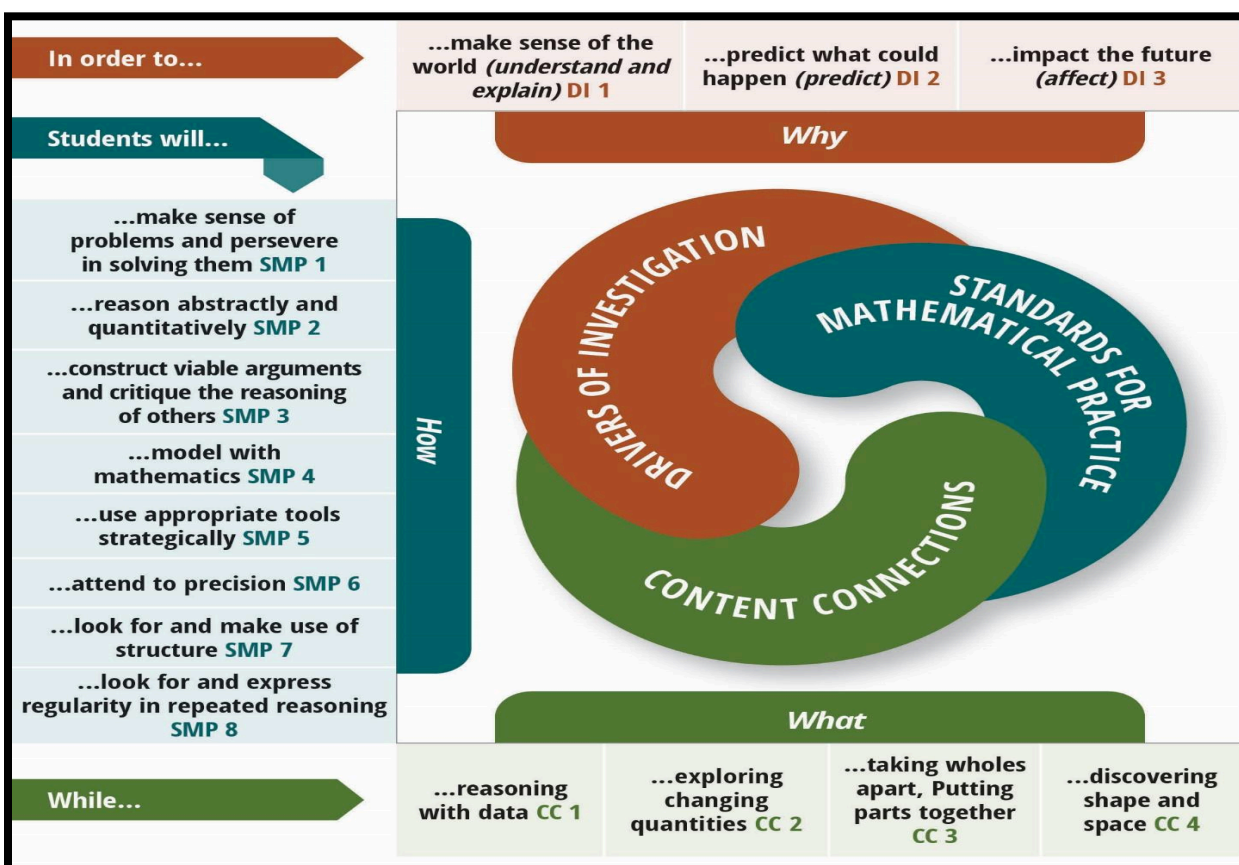 In order to...
...make sense of the
world (understand and
explain) DI 1
...predict what could
happen (predict) DI 2
...impact the future
(affect) DI 3
Students will...
Why
...make sense of
problems and persevere
in solving them SMP 1
...reason abstractly and
quantitatively SMP 2
...construct viable arguments
and critique the reasoning
of others SMP 3
...model with
mathematics SMP 4
...use appropriate tools
strategically SMP 5
...attend to precision SMP 6
...look for and make use of
structure SMP 7
...look for and express
regularity in repeated reasoning
SMP 8
How
DRIVERS OF INVESTIGATION
STANDARDS FOR
MATHEMATICAL PRACTICE
CONTENT CONNECTIONS
What
While...
...reasoning
with data CC 1
...exploring
changing
quantities CC 2
...taking wholes
apart, Putting
parts together
CC 3
...discovering
shape and
space CC 4